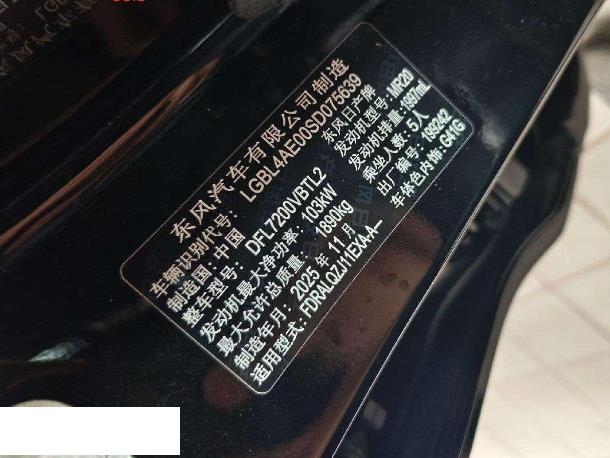 东风汽车有限公司制造
车辆识别代号: LGBL4AE00SD075639
制造国: 中国 东风日产牌
整车型号: DFL7200VBTL2 发动机型号: MR20
发动机最大净功率: 103kW 发动机排量: 1997mL
最大允许总质量: 1890kg 乘坐人数: 5人
制造年月: 2025年11月 出厂编号: 199242
适用型式: FDRALQZJ11EXA-A-- 车体色内饰: G41G